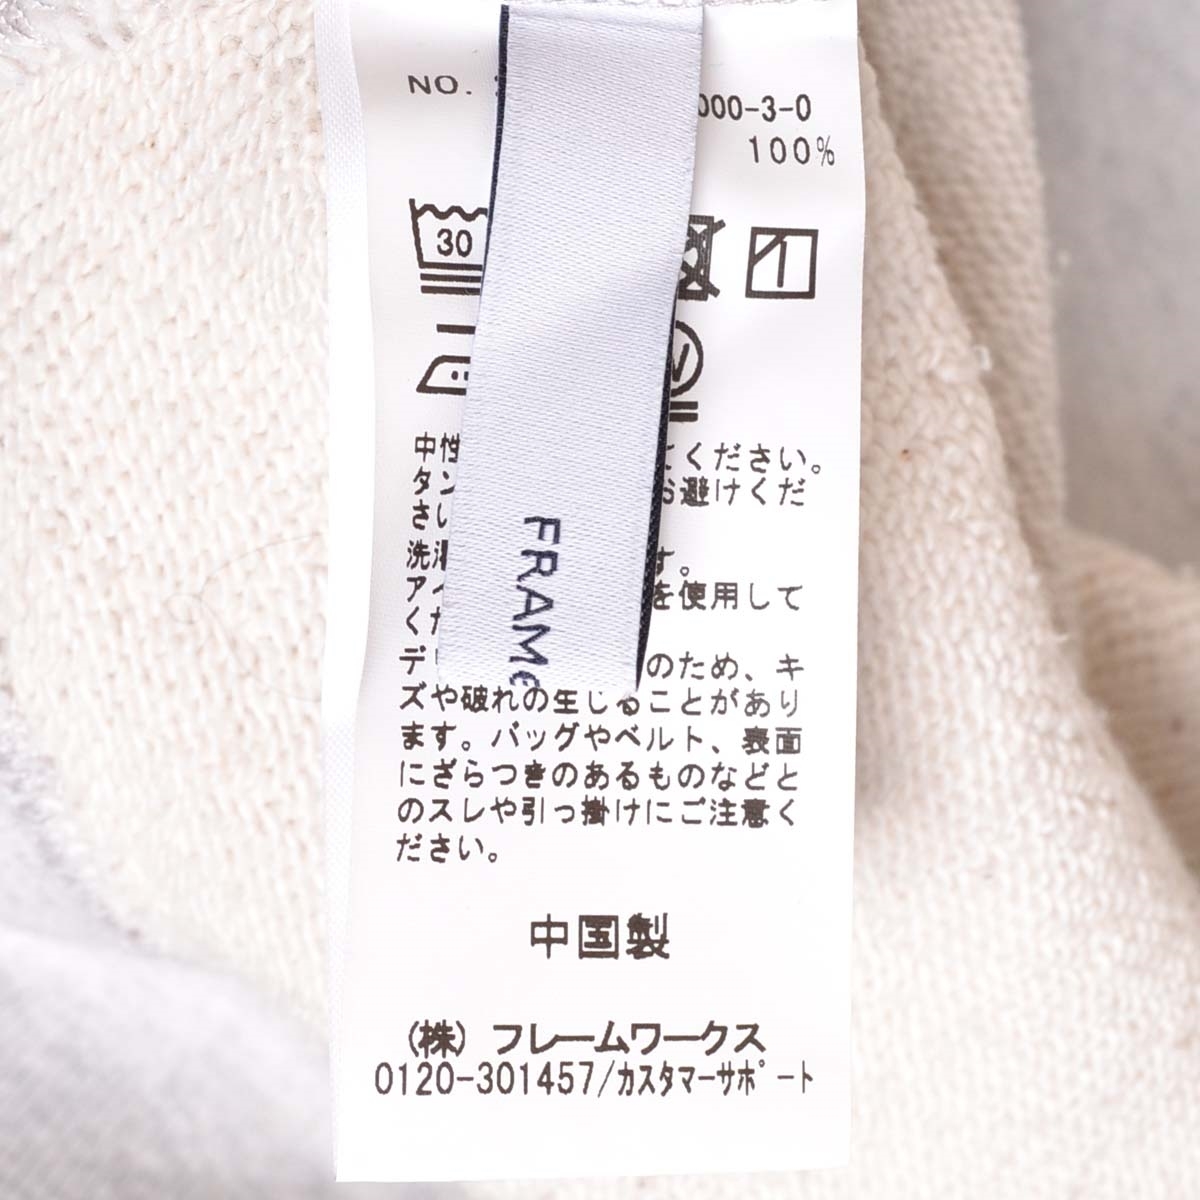 NO.
000-3-0
100%
30
中性
ください。
タン
お避けくだ
さい
洗濯
す。
を使用して
デ
のため、キ
ズや破れの生じることがあり
ます。バッグやベルト、表面
にざらつきのあるものなどと
のスレや引っ掛けにご注意く
ださい。
中国製
(株) フレームワークス
0120-301457/カスタマーサポート
FRAMe